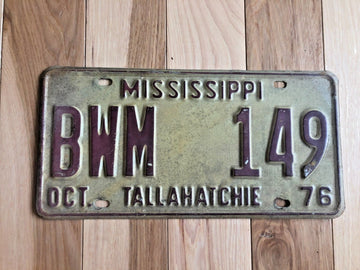 MISSISSIPPI
BWM 149
OCT. TALLAHATCHIE 76